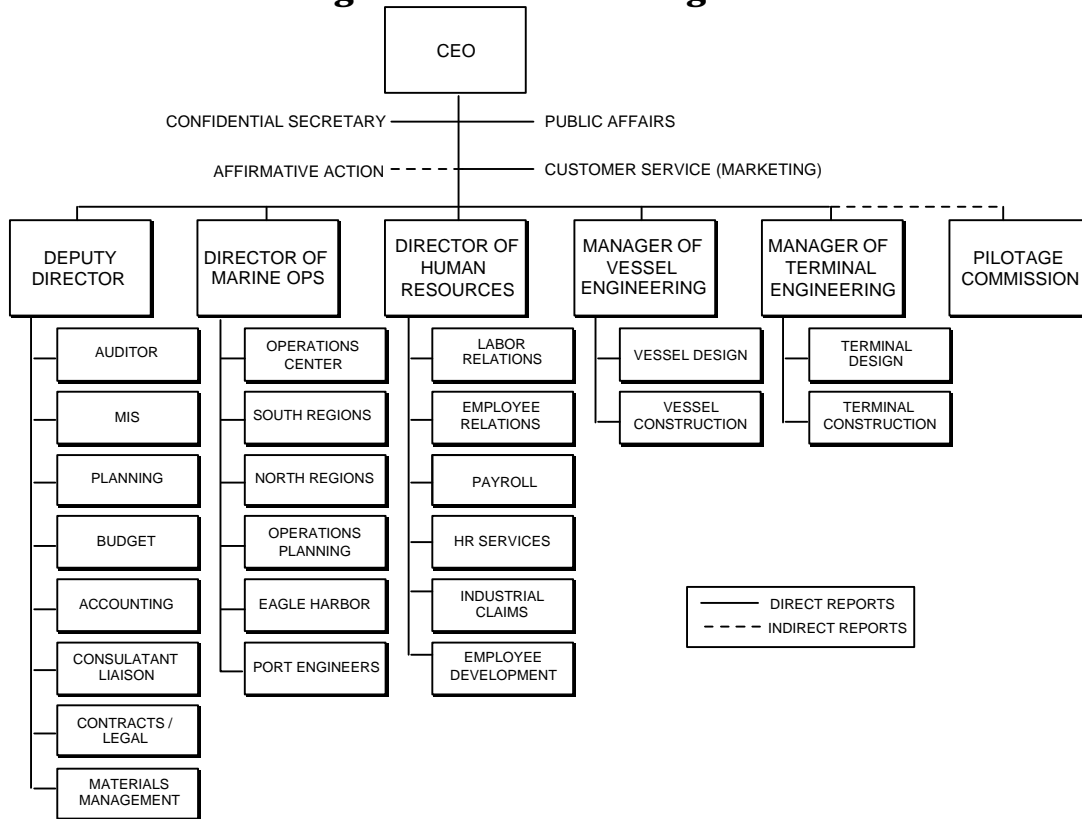 CEO
CONFIDENTIAL SECRETARY
PUBLIC AFFAIRS
AFFIRMATIVE ACTION
CUSTOMER SERVICE (MARKETING)
DEPUTY
DIRECTOR
DIRECTOR OF
MARINE OPS
DIRECTOR OF
HUMAN
RESOURCES
MANAGER OF
VESSEL
ENGINEERING
MANAGER OF
TERMINAL
ENGINEERING
PILOTAGE
COMMISSION
AUDITOR
MIS
PLANNING
BUDGET
ACCOUNTING
CONSULATANT
LIAISON
CONTRACTS /
LEGAL
MATERIALS
MANAGEMENT
OPERATIONS
CENTER
SOUTH REGIONS
NORTH REGIONS
OPERATIONS
PLANNING
EAGLE HARBOR
PORT ENGINEERS
LABOR
RELATIONS
EMPLOYEE
RELATIONS
PAYROLL
HR SERVICES
INDUSTRIAL
CLAIMS
EMPLOYEE
DEVELOPMENT
VESSEL DESIGN
VESSEL
CONSTRUCTION
TERMINAL
DESIGN
TERMINAL
CONSTRUCTION
DIRECT REPORTS
INDIRECT REPORTS